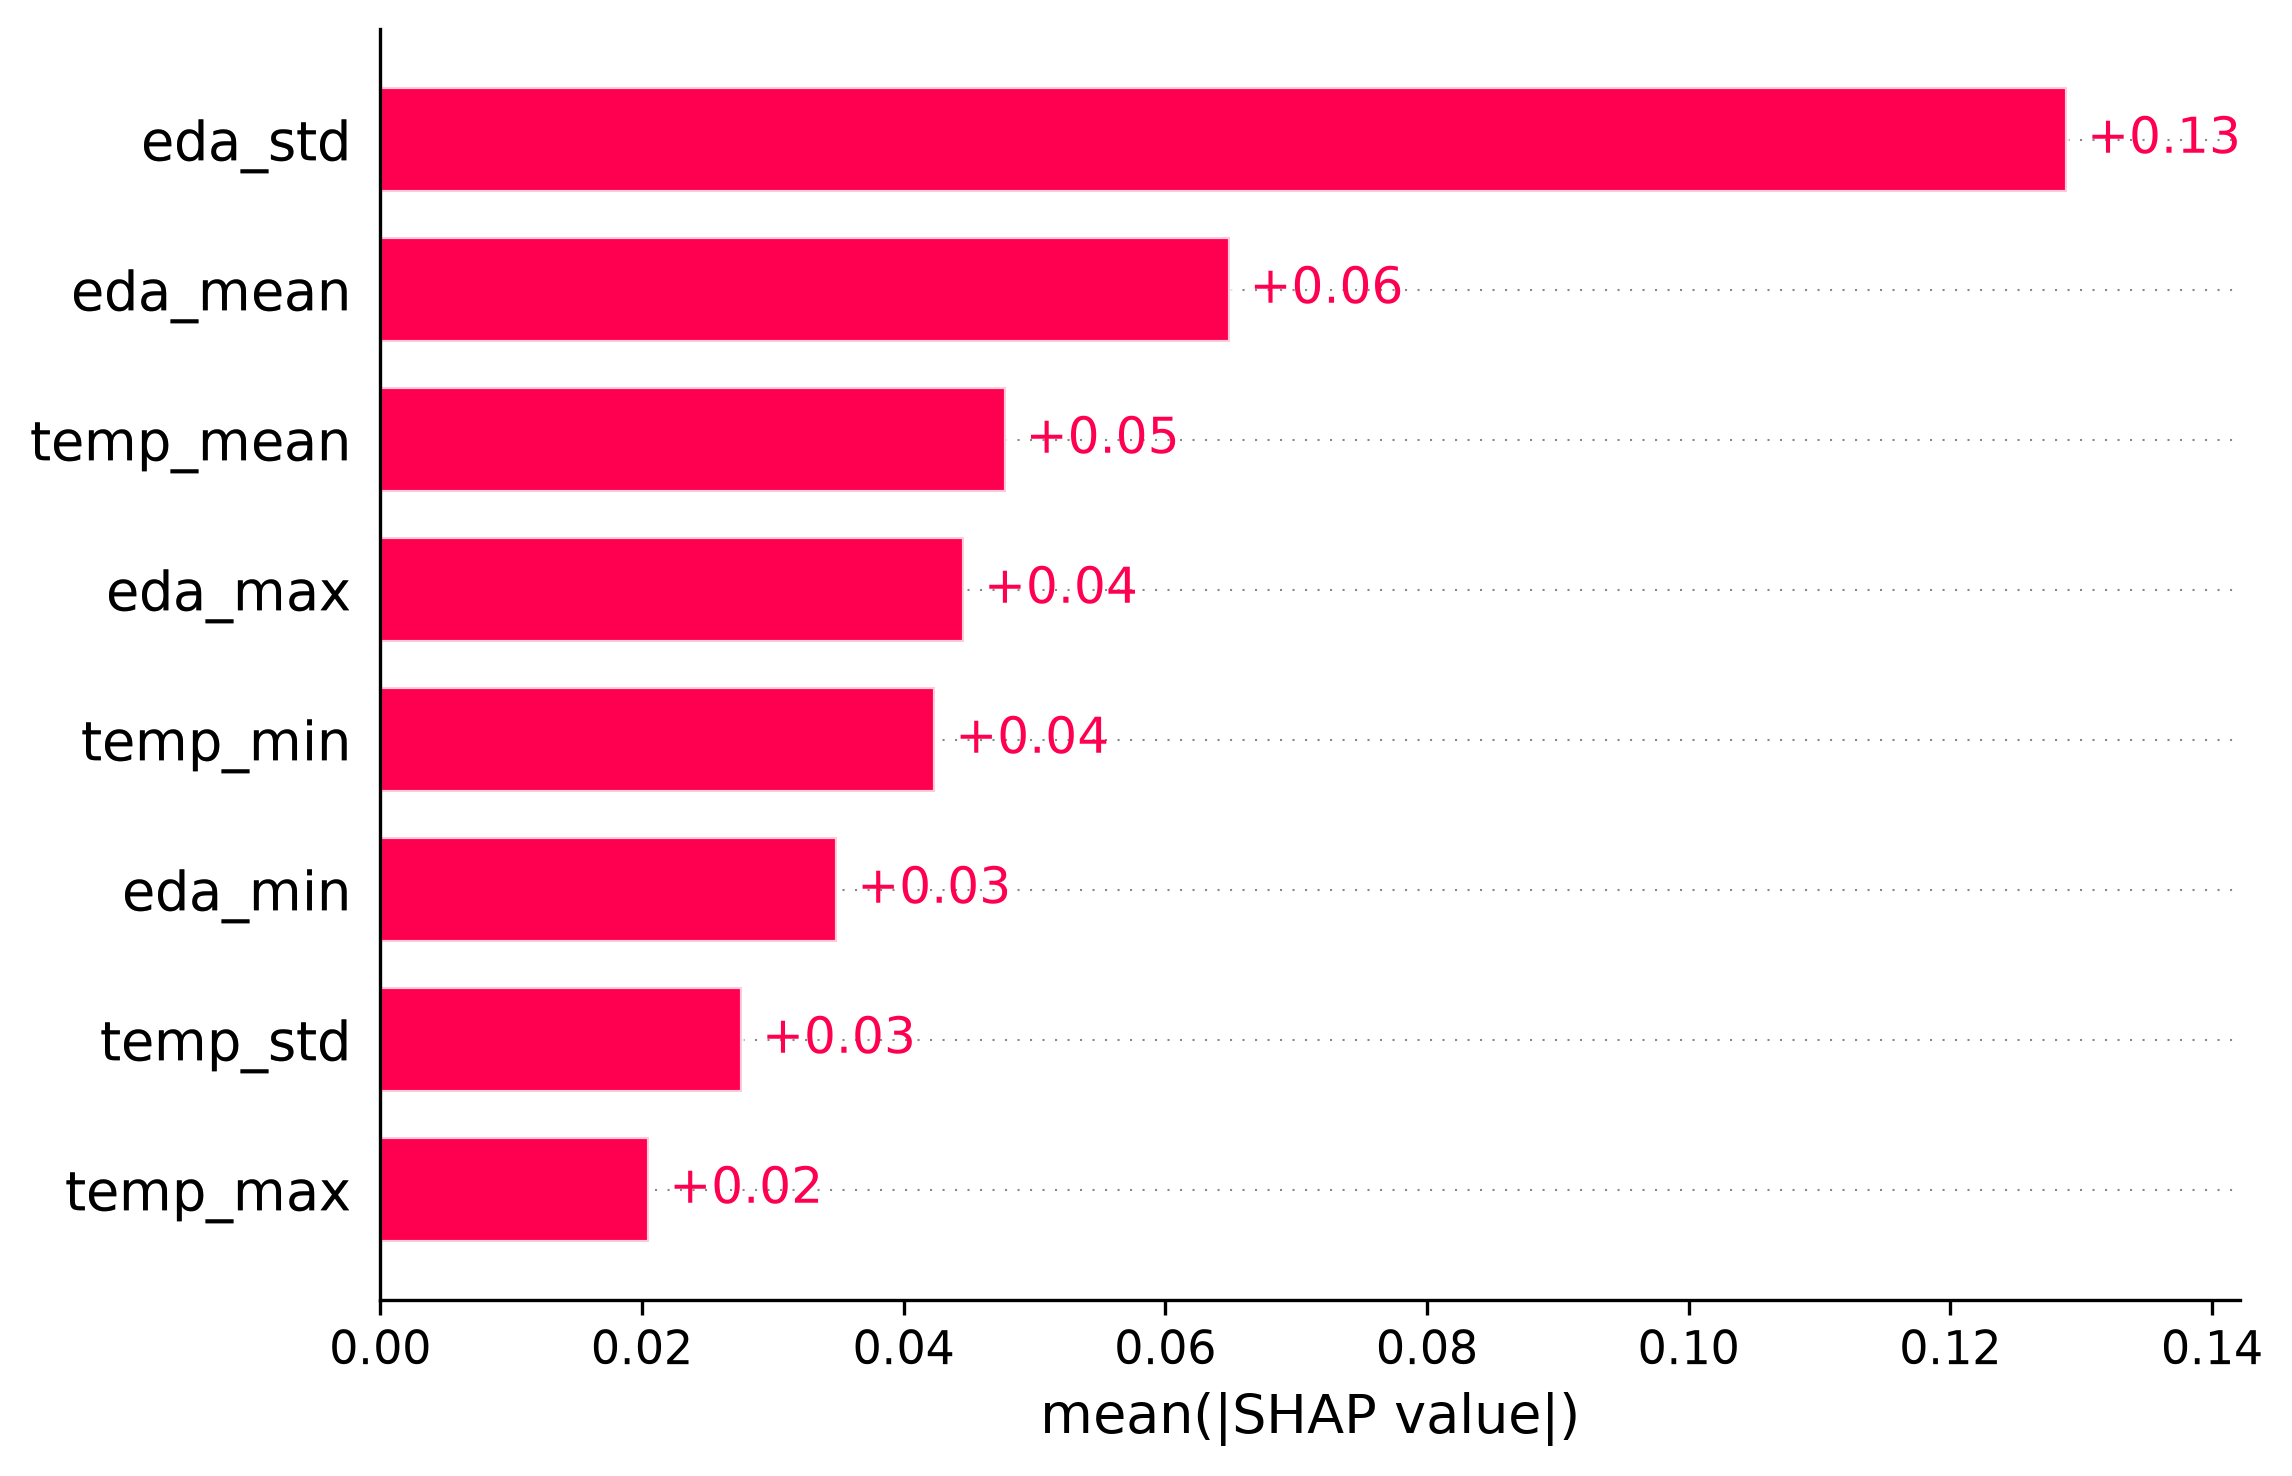 eda_std +0.13
eda_mean +0.06
temp_mean +0.05
eda_max +0.04
temp_min +0.04
eda_min +0.03
temp_std +0.03
temp_max +0.02
0.00 0.02 0.04 0.06 0.08 0.10 0.12 0.14
mean(|SHAP value|)